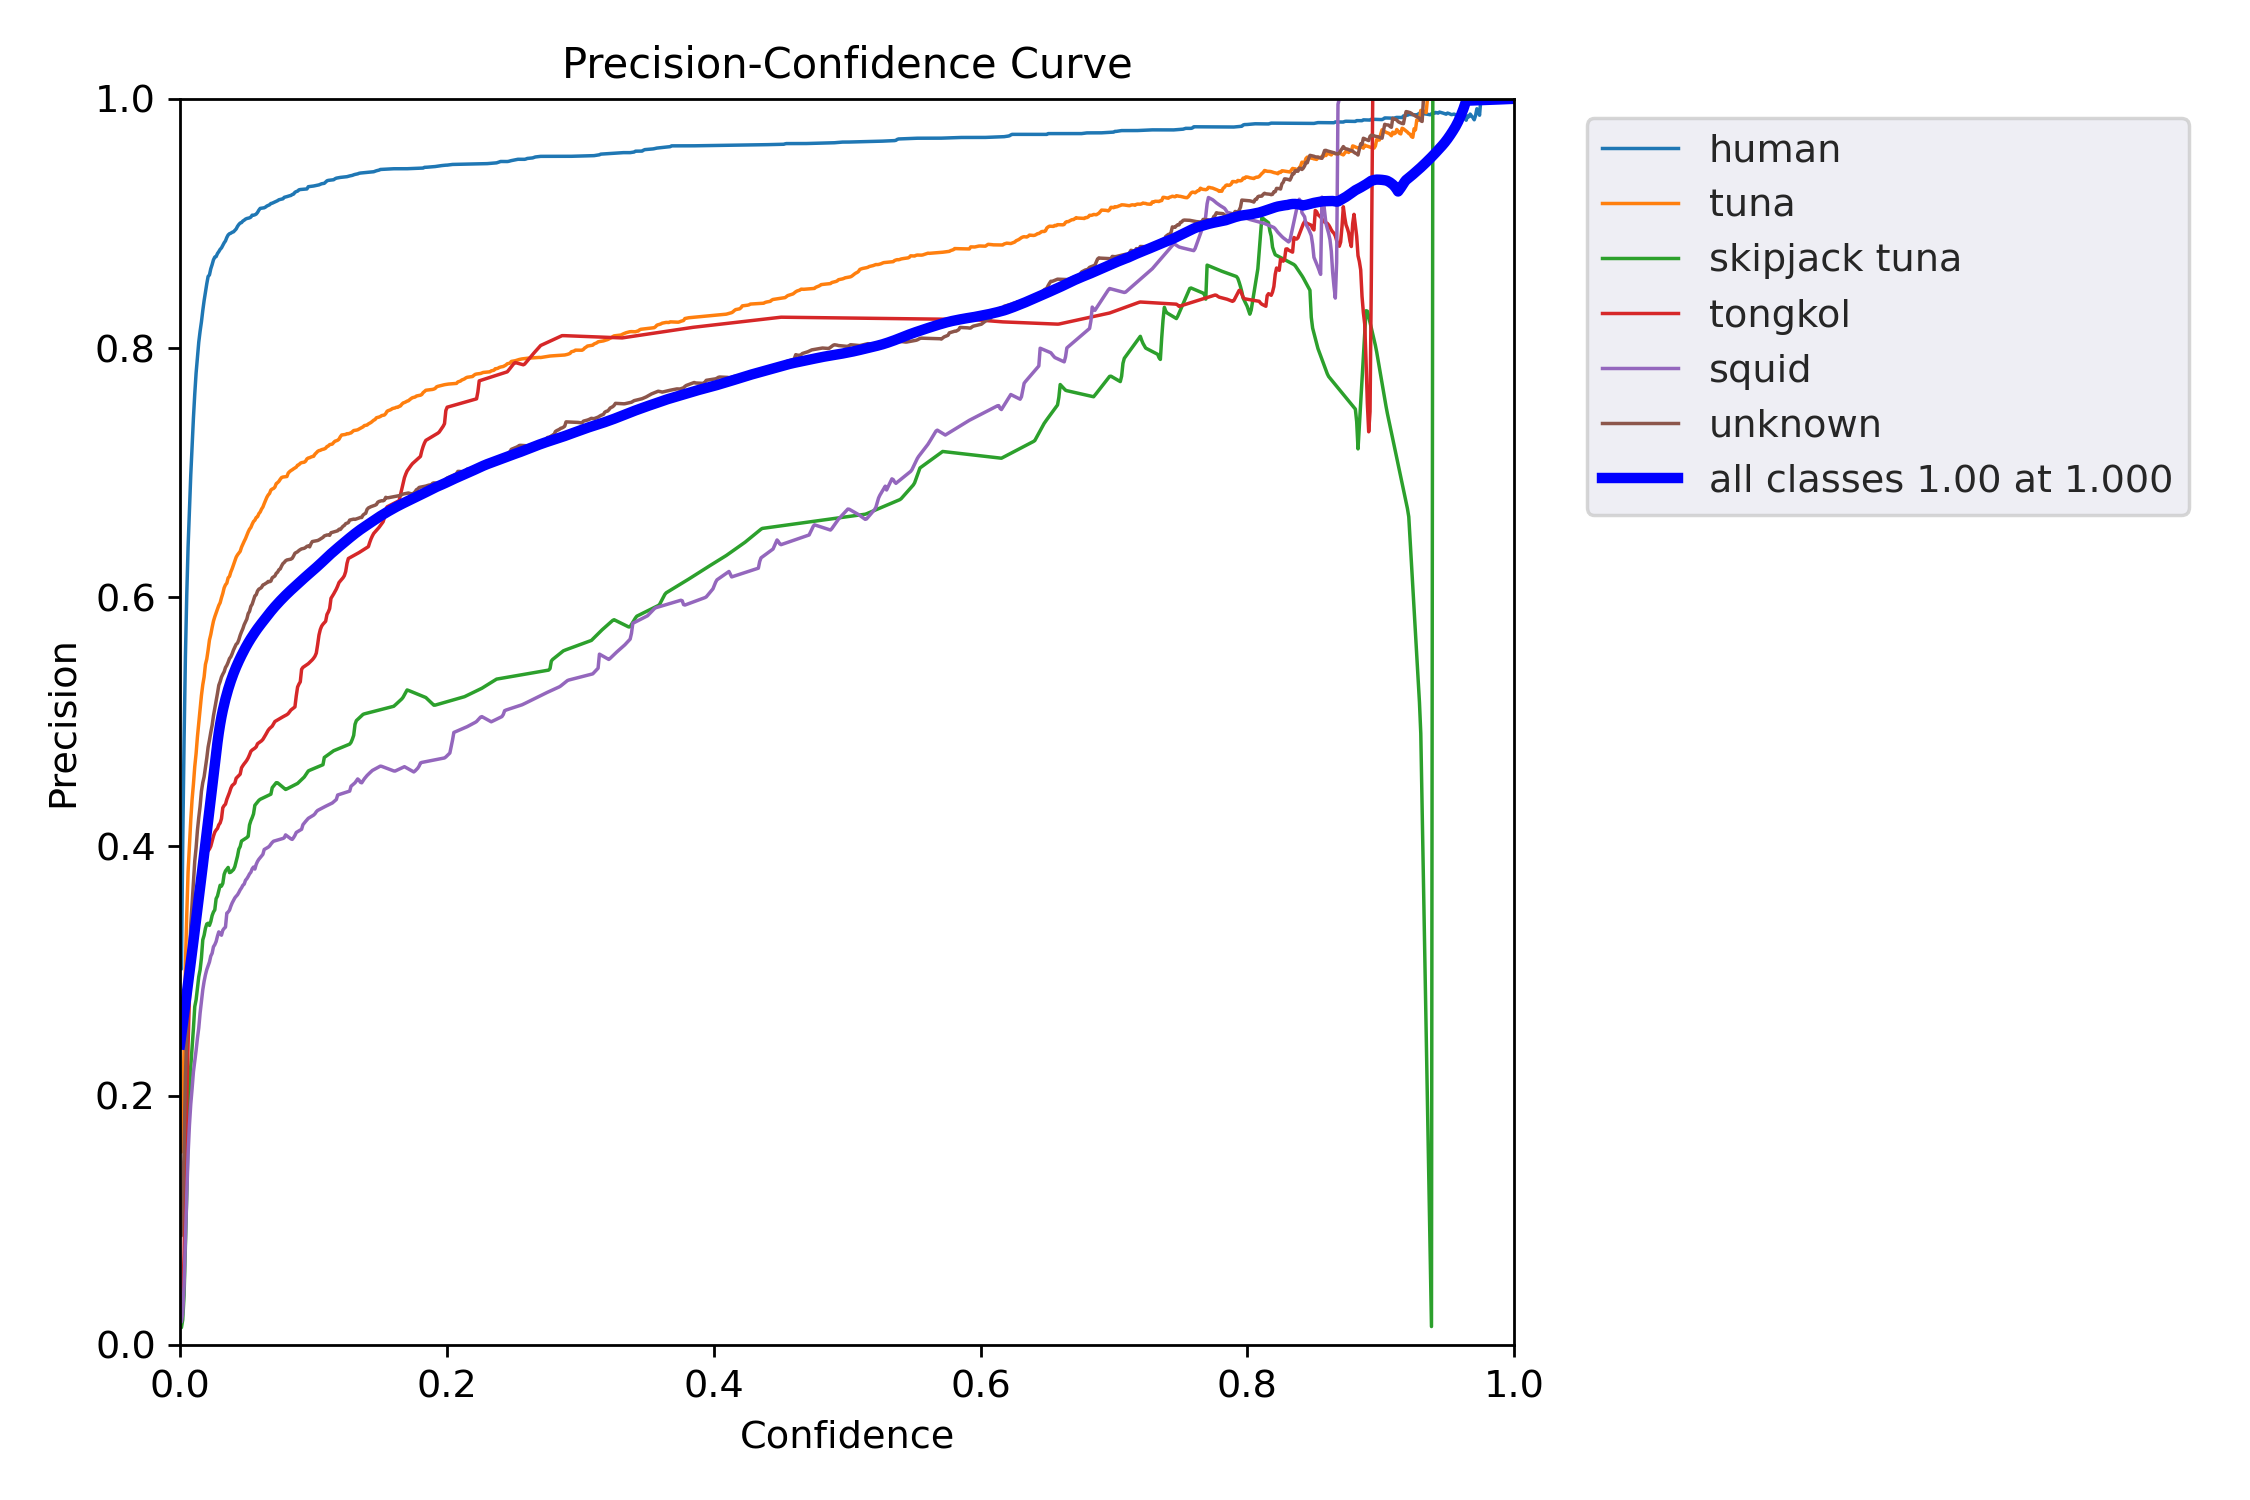 Precision-Confidence Curve
1.0
0.8
0.6
0.4
0.2
0.0
Precision
0.0 0.2 0.4 0.6 0.8 1.0
Confidence
human
tuna
skipjack tuna
tongkol
squid
unknown
all classes 1.00 at 1.000